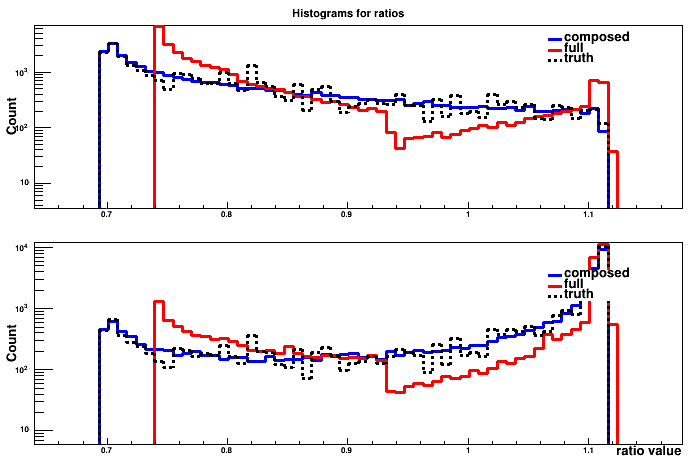 Histograms for ratios
composed
full
truth
Count
10³
10²
10
0.7 0.8 0.9 1 1.1
composed
full
truth
Count
10⁴
10³
10²
10
0.7 0.8 0.9 1 1.1
ratio value